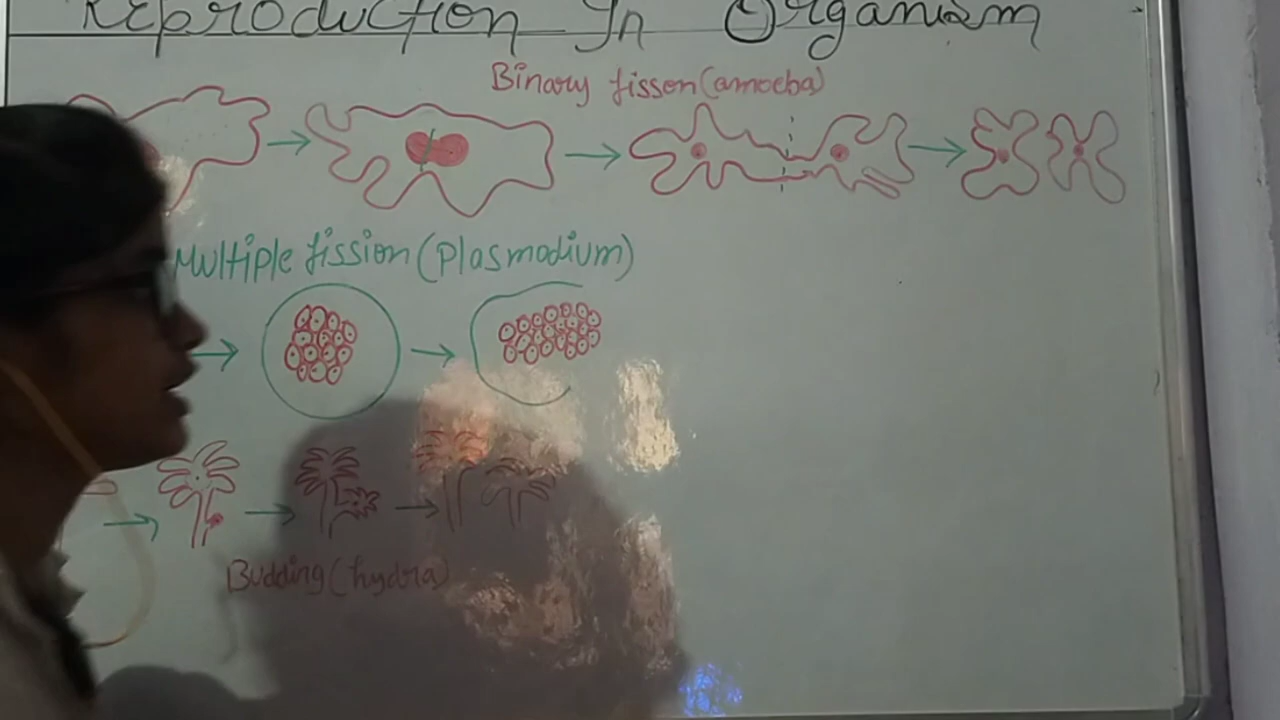 Reproduction In Organism
Binary fisson (amoeba)
Multiple fission (Plasmodium)
Budding (hydra)